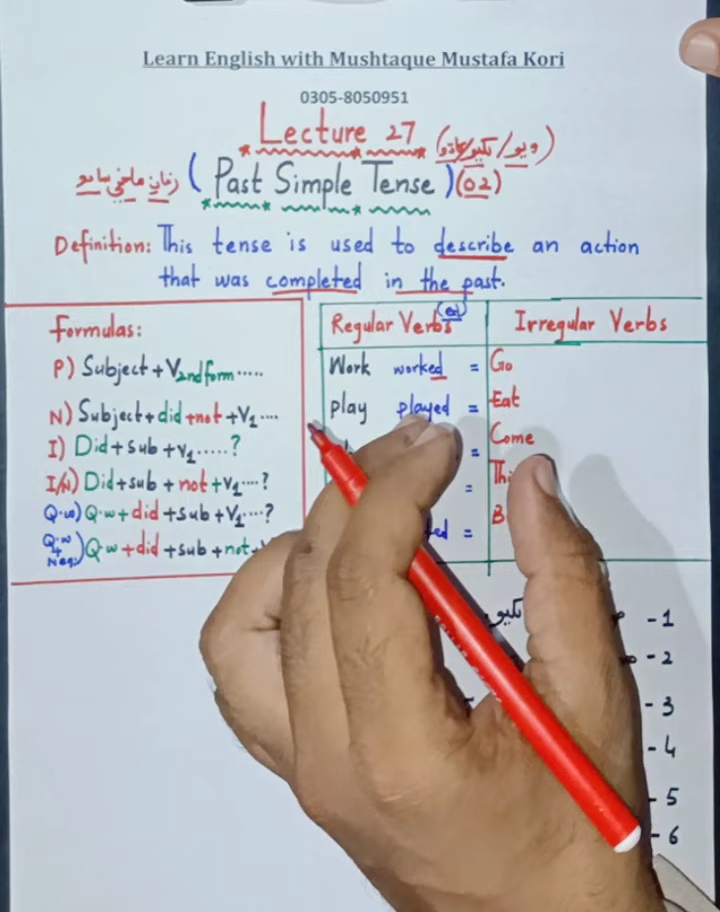 Learn English with Mushtaque Mustafa Kori
0305-8050951
Lecture 27
(Past Simple Tense) (02)
Definition: This tense is used to describe an action
that was completed in the past.
Formulas:
P) Subject + V2nd form .....
N) Subject + did + not + V1 ....
I) Did + sub + V1 .....?
I/N) Did + sub + not + V1 ....?
Q.w) Q.w + did + sub + V1 ....?
Q.w + Neg:) Q.w + did + sub + not +
Regular Verbs (ed)
Irregular Verbs
Work worked = Go
Play played = Eat
= Come
=
=
- 1
- 2
- 3
- 4
- 5
- 6